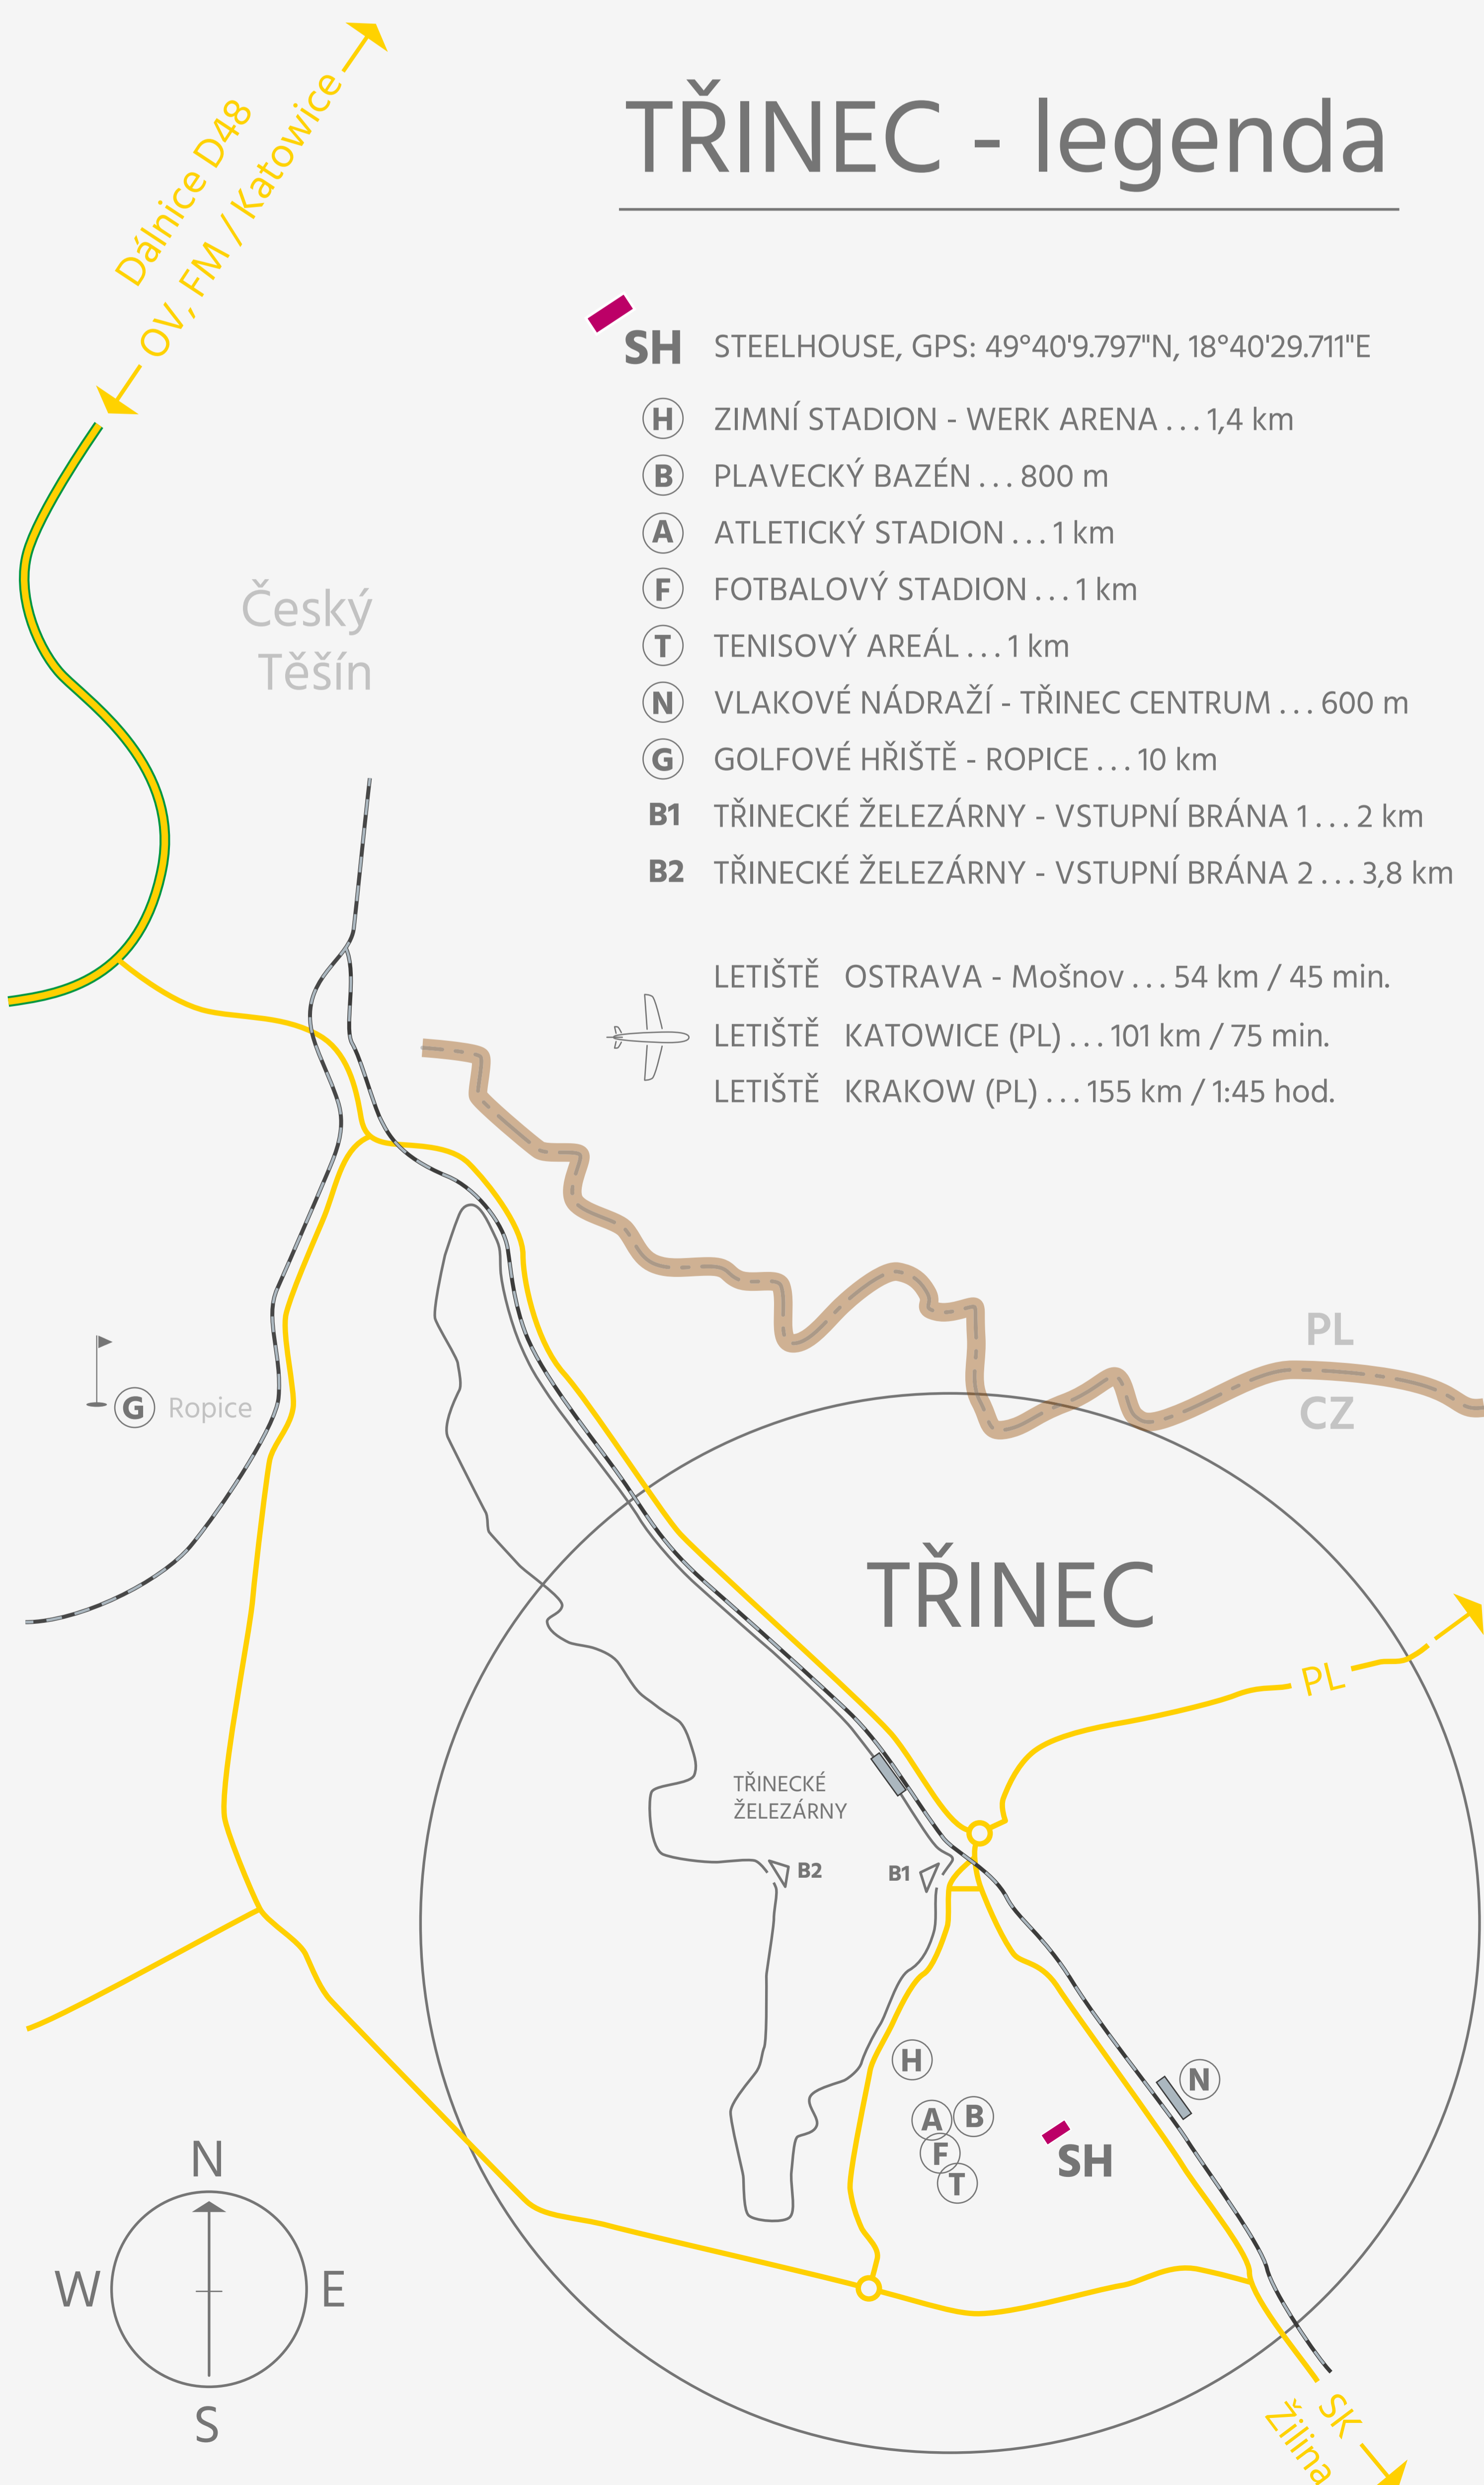 Dálnice D48
OV, FM / Katowice
TŘINEC - legenda
SH STEELHOUSE, GPS: 49°40'9.797"N, 18°40'29.711"E
H ZIMNÍ STADION - WERK ARENA . . . 1,4 km
B PLAVECKÝ BAZÉN . . . 800 m
A ATLETICKÝ STADION . . . 1 km
F FOTBALOVÝ STADION . . . 1 km
T TENISOVÝ AREÁL . . . 1 km
N VLAKOVÉ NÁDRAŽÍ - TŘINEC CENTRUM . . . 600 m
G GOLFOVÉ HŘIŠTĚ - ROPICE . . . 10 km
B1 TŘINECKÉ ŽELEZÁRNY - VSTUPNÍ BRÁNA 1 . . . 2 km
B2 TŘINECKÉ ŽELEZÁRNY - VSTUPNÍ BRÁNA 2 . . . 3,8 km
LETIŠTĚ OSTRAVA - Mošnov . . . 54 km / 45 min.
LETIŠTĚ KATOWICE (PL) . . . 101 km / 75 min.
LETIŠTĚ KRAKOW (PL) . . . 155 km / 1:45 hod.
Český
Těšín
PL
CZ
G Ropice
TŘINEC
PL
TŘINECKÉ
ŽELEZÁRNY
B2
B1
H
N
A
B
F
T
SH
N
W
E
S
SK
Žilina